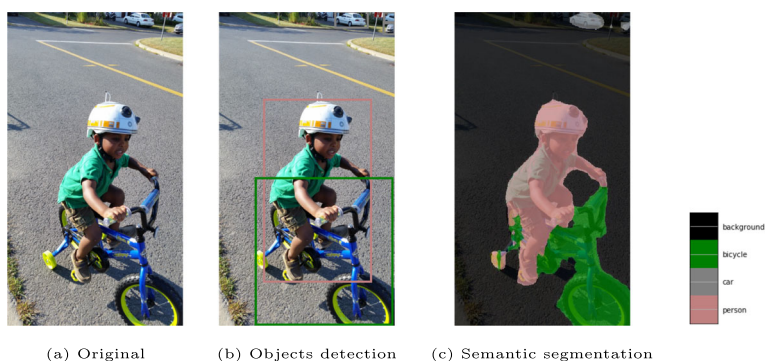 background
bicycle
car
person
(a) Original (b) Objects detection (c) Semantic segmentation